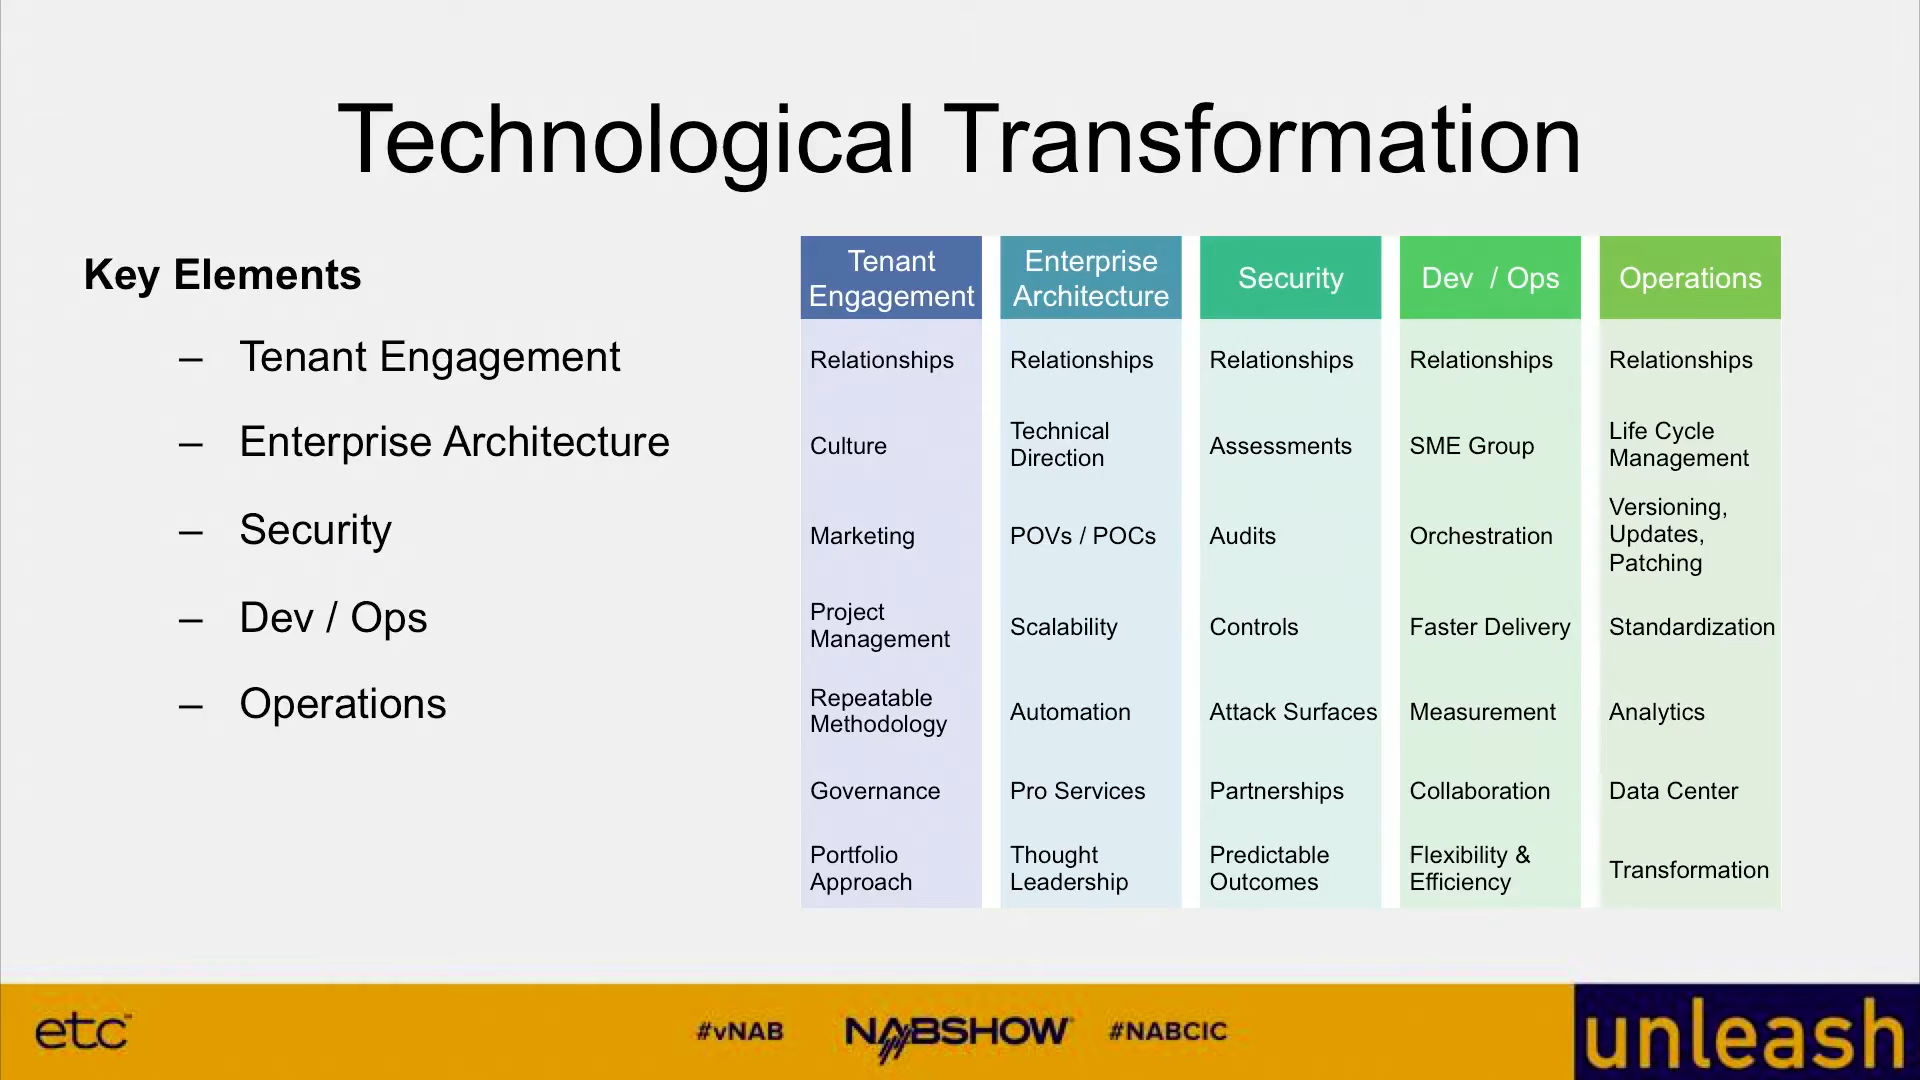 Technological Transformation
Key Elements
– Tenant Engagement
– Enterprise Architecture
– Security
– Dev / Ops
– Operations
Tenant
Engagement
Relationships
Culture
Marketing
Project
Management
Repeatable
Methodology
Governance
Portfolio
Approach
Enterprise
Architecture
Relationships
Technical
Direction
POVs / POCs
Scalability
Automation
Pro Services
Thought
Leadership
Security
Relationships
Assessments
Audits
Controls
Attack Surfaces
Partnerships
Predictable
Outcomes
Dev / Ops
Relationships
SME Group
Orchestration
Faster Delivery
Measurement
Collaboration
Flexibility &
Efficiency
Operations
Relationships
Life Cycle
Management
Versioning,
Updates,
Patching
Standardization
Analytics
Data Center
Transformation
etc™
#vNAB NABSHOW #NABCIC
unleash